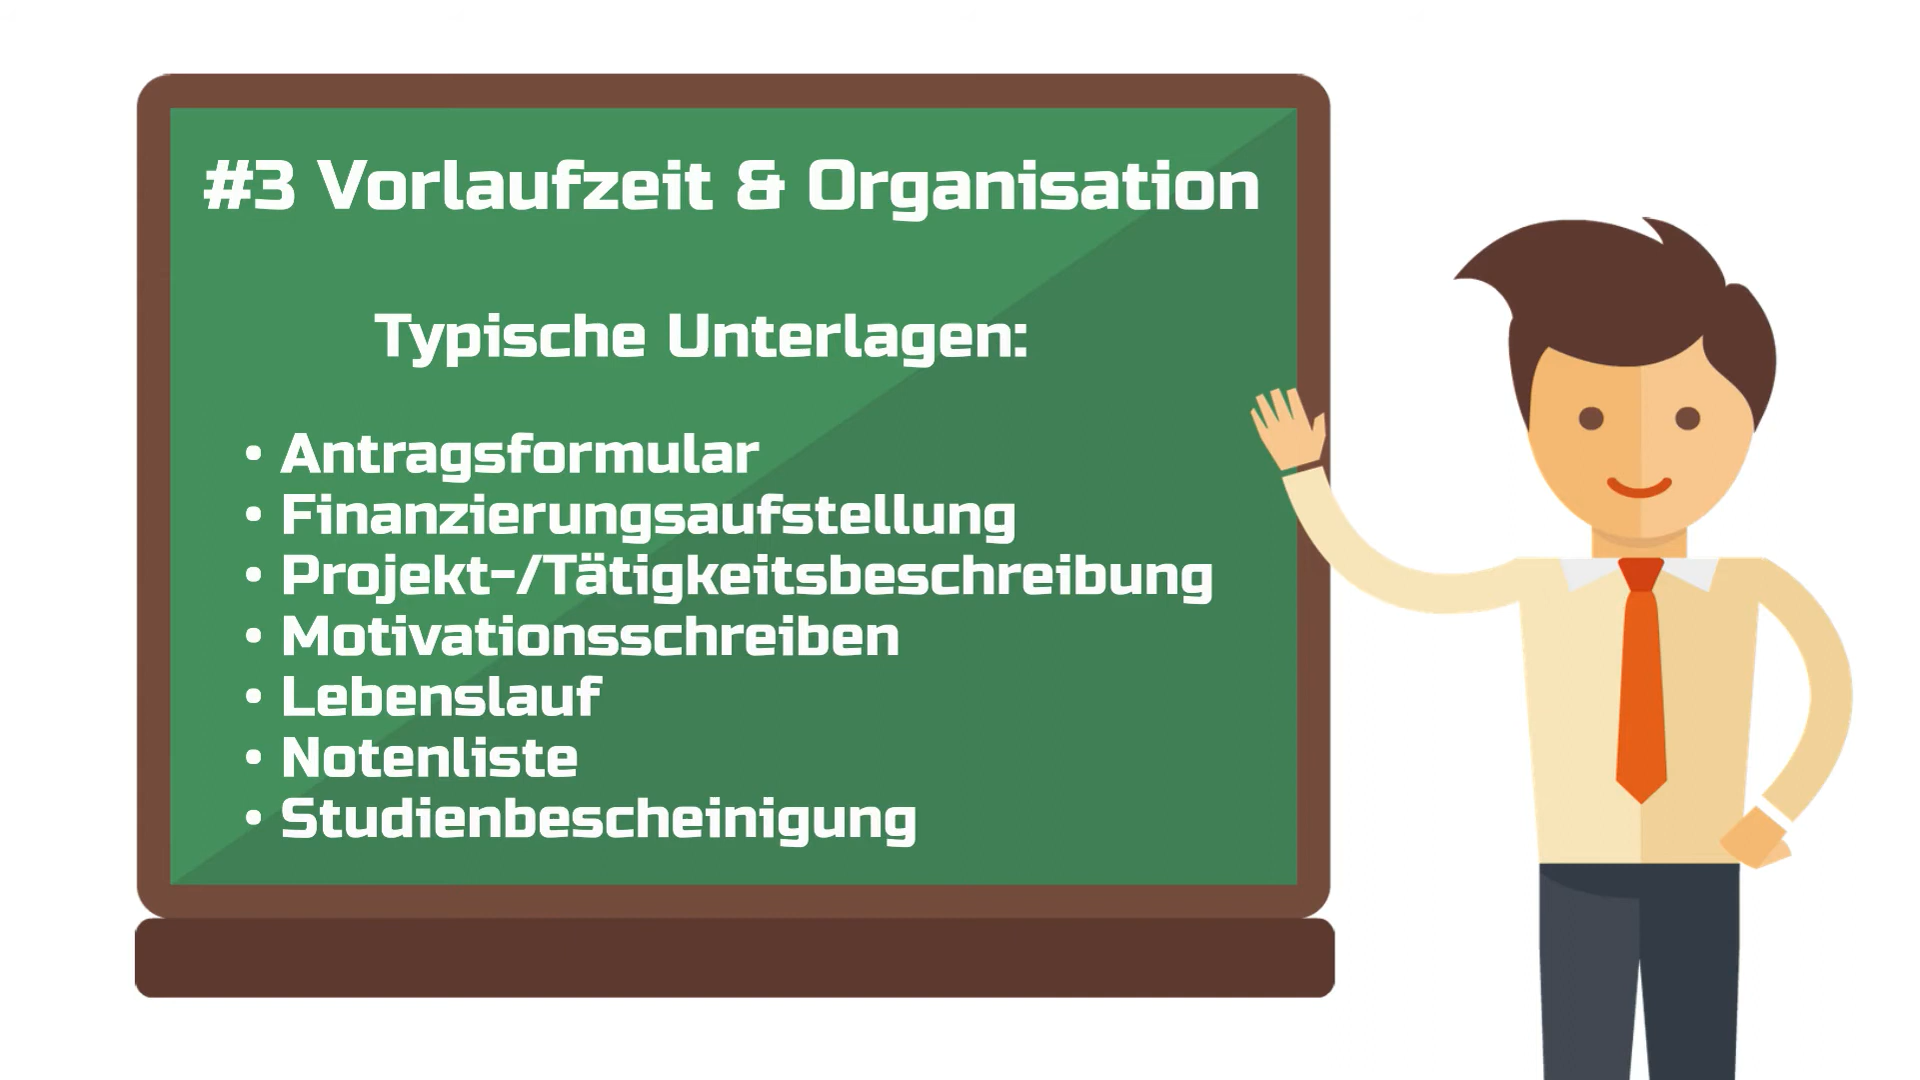 #3 Vorlaufzeit & Organisation
Typische Unterlagen:
• Antragsformular
• Finanzierungsaufstellung
• Projekt-/Tätigkeitsbeschreibung
• Motivationsschreiben
• Lebenslauf
• Notenliste
• Studienbescheinigung